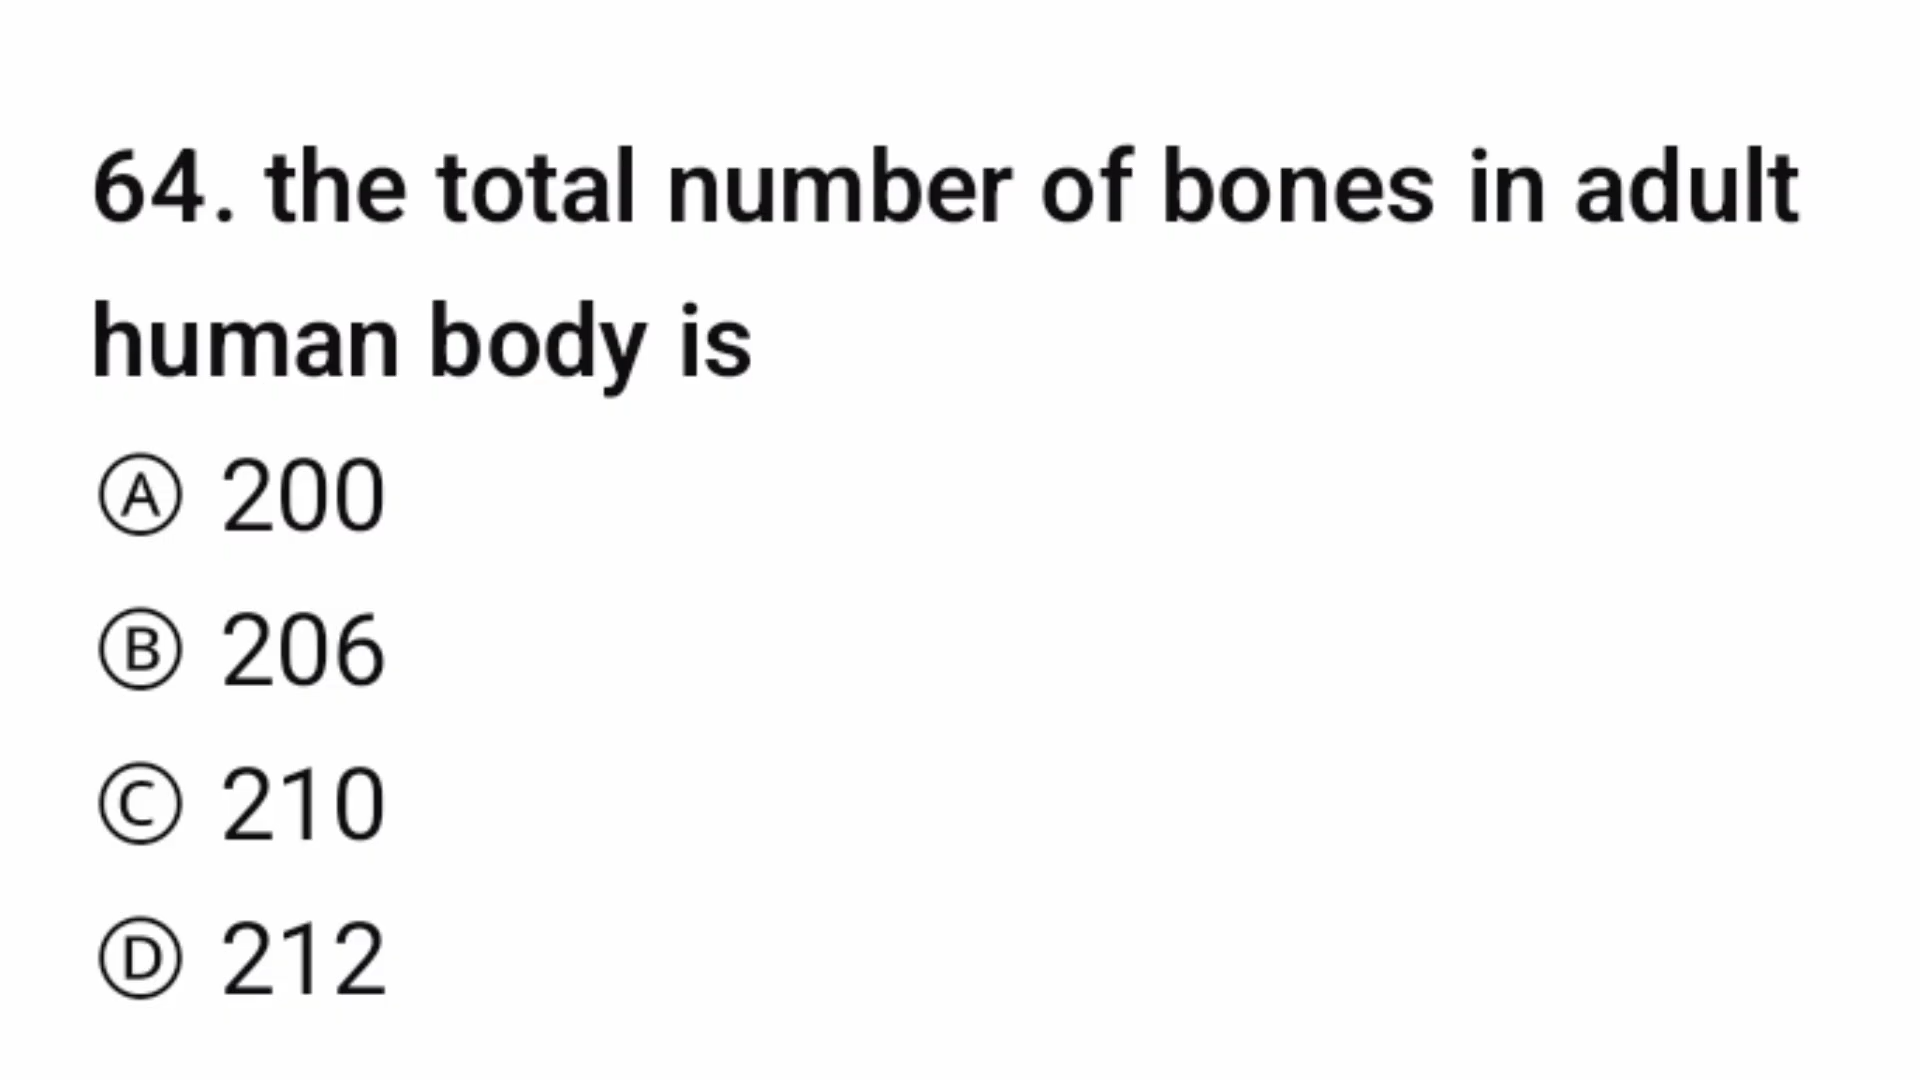 64. the total number of bones in adult
human body is
Ⓐ 200
Ⓑ 206
Ⓒ 210
Ⓓ 212